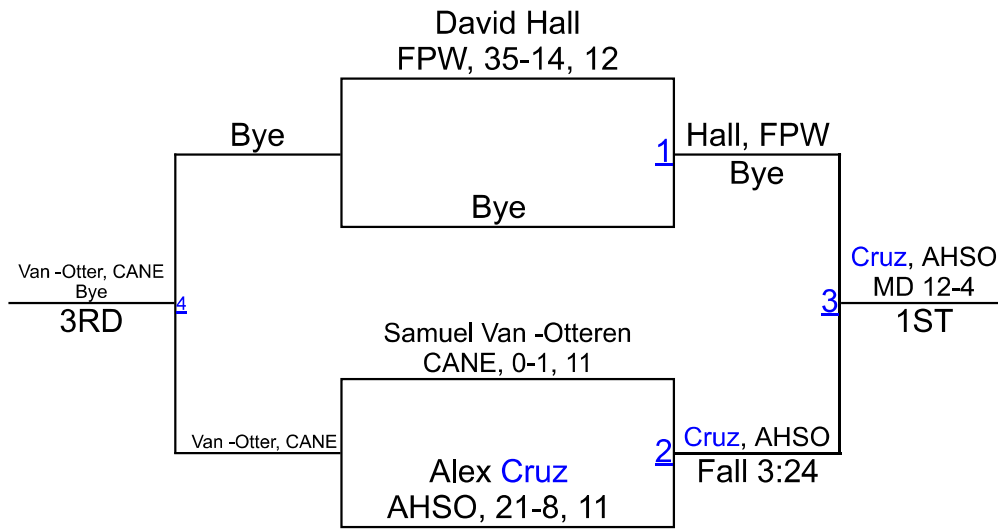 David Hall
FPW, 35-14, 12
Bye
Hall, FPW
1
Bye
Bye
Van -Otter, CANE
Bye
3RD
4
Cruz, AHSO
MD 12-4
3
1ST
Samuel Van -Otteren
CANE, 0-1, 11
Van -Otter, CANE
Cruz, AHSO
2
Fall 3:24
Alex Cruz
AHSO, 21-8, 11